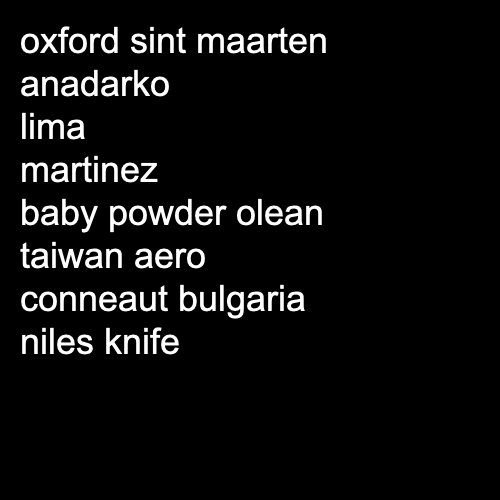 oxford sint maarten
anadarko
lima
martinez
baby powder olean
taiwan aero
conneaut bulgaria
niles knife